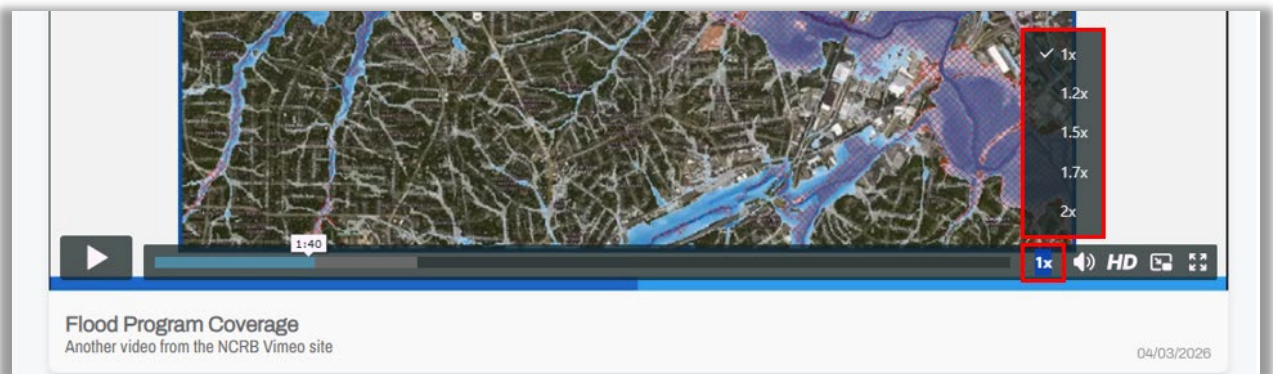 1x
1.2x
1.5x
1.7x
2x
1:40
1x HD
Flood Program Coverage
Another video from the NCRB Vimeo site
04/03/2026